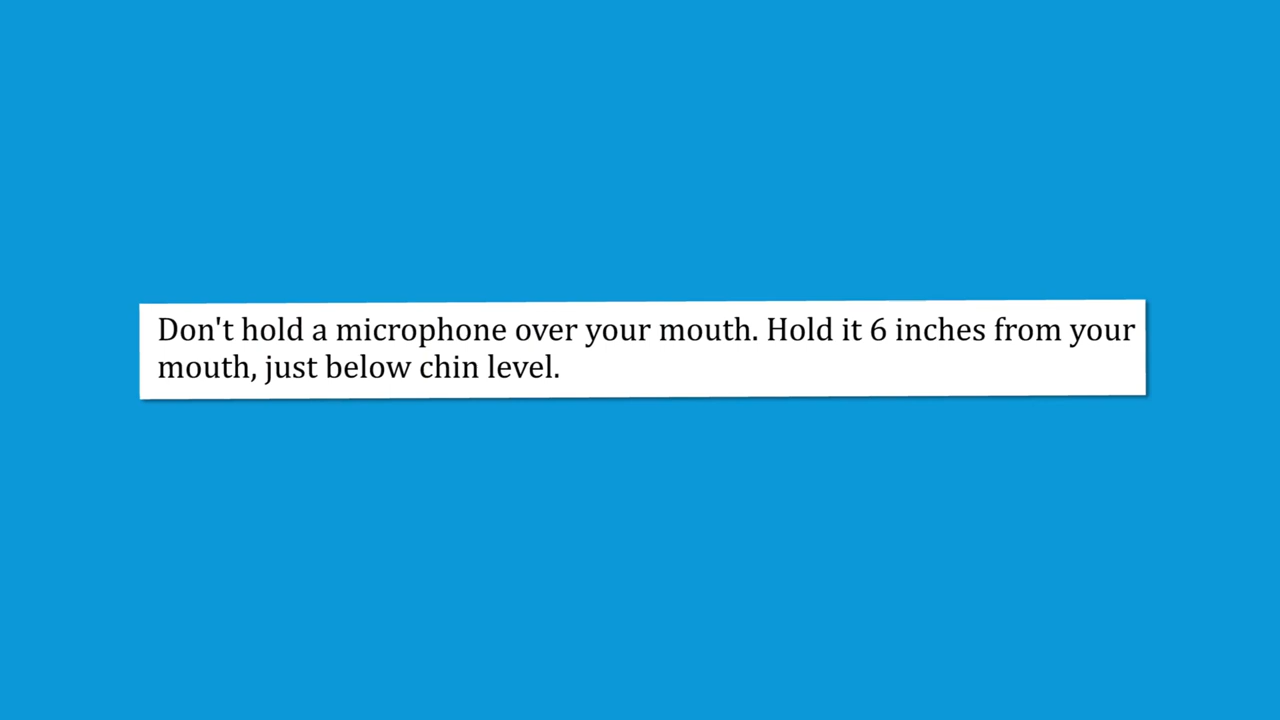 Don't hold a microphone over your mouth. Hold it 6 inches from your
mouth, just below chin level.